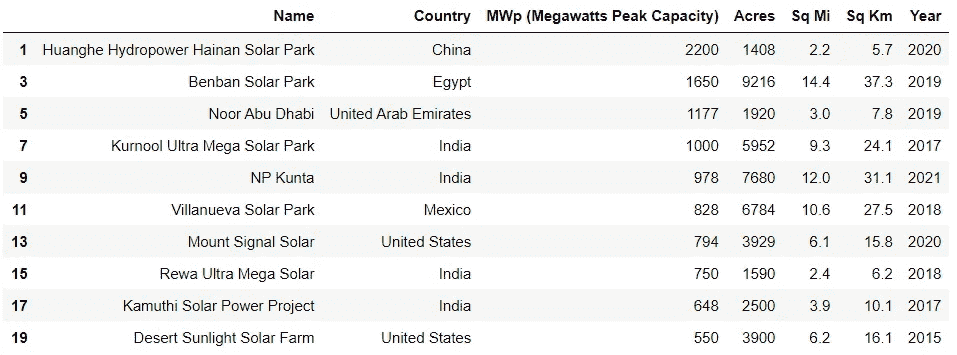 Name Country MWp (Megawatts Peak Capacity) Acres Sq Mi Sq Km Year
1 Huanghe Hydropower Hainan Solar Park China 2200 1408 2.2 5.7 2020
3 Benban Solar Park Egypt 1650 9216 14.4 37.3 2019
5 Noor Abu Dhabi United Arab Emirates 1177 1920 3.0 7.8 2019
7 Kurnool Ultra Mega Solar Park India 1000 5952 9.3 24.1 2017
9 NP Kunta India 978 7680 12.0 31.1 2021
11 Villanueva Solar Park Mexico 828 6784 10.6 27.5 2018
13 Mount Signal Solar United States 794 3929 6.1 15.8 2020
15 Rewa Ultra Mega Solar India 750 1590 2.4 6.2 2018
17 Kamuthi Solar Power Project India 648 2500 3.9 10.1 2017
19 Desert Sunlight Solar Farm United States 550 3900 6.2 16.1 2015